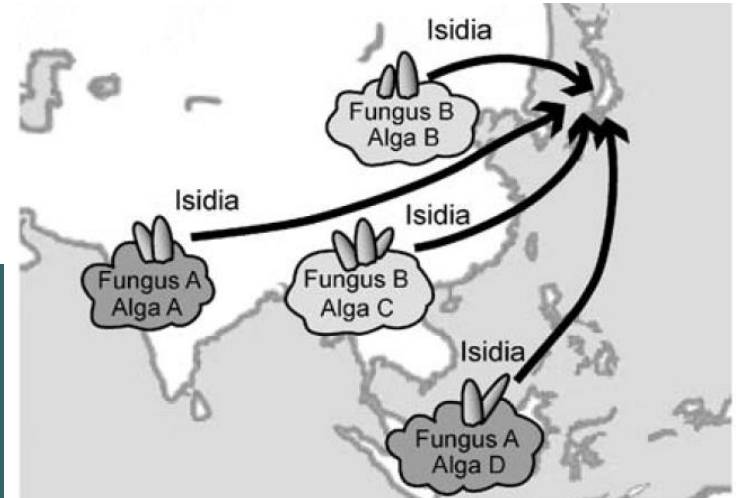 Isidia
Fungus B
Alga B
Isidia
Isidia
Fungus A
Alga A
Fungus B
Alga C
Isidia
Fungus A
Alga D